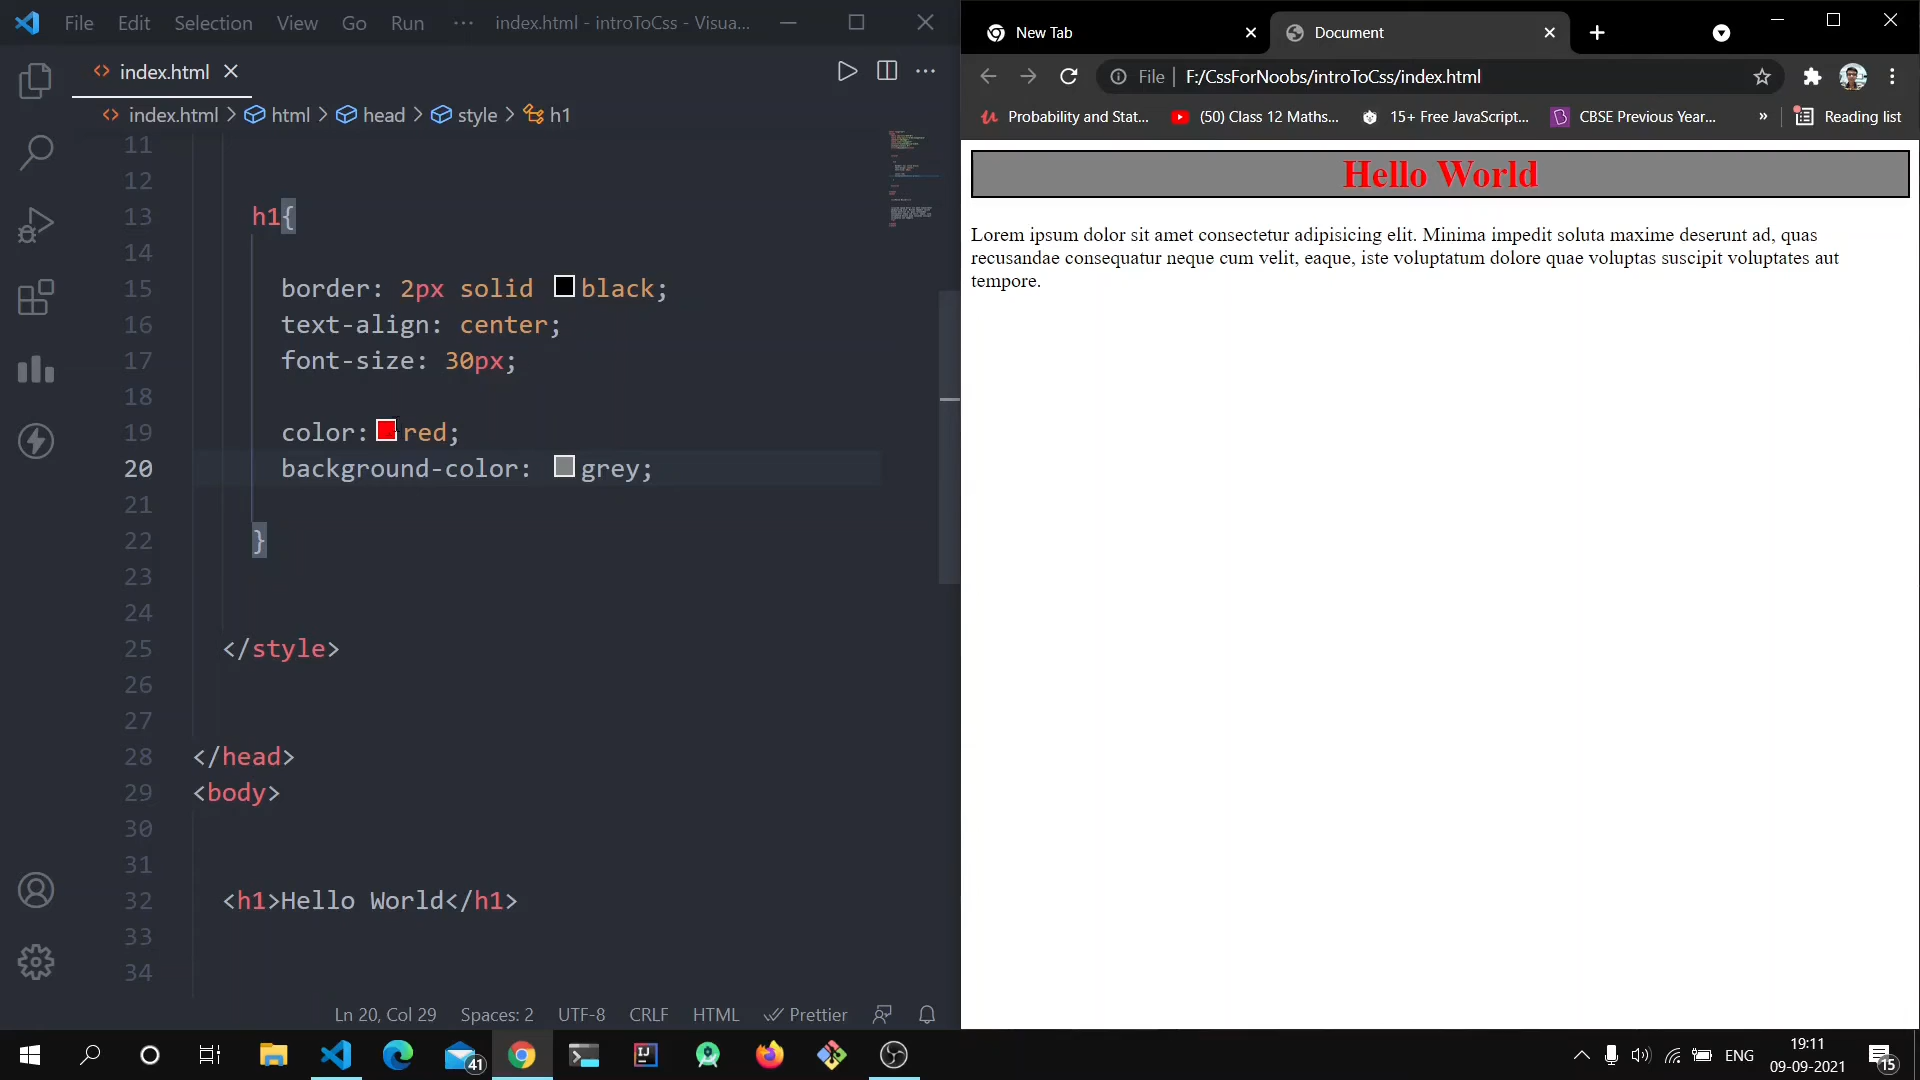 File Edit Selection View Go Run ··· index.html - introToCss - Visua...
index.html
index.html > html > head > style > h1
11
12
13 h1{
14
15 border: 2px solid black;
16 text-align: center;
17 font-size: 30px;
18
19 color: red;
20 background-color: grey;
21
22 }
23
24
25 </style>
26
27
28 </head>
29 <body>
30
31
32 <h1>Hello World</h1>
33
34
Ln 20, Col 29 Spaces: 2 UTF-8 CRLF HTML Prettier
New Tab Document
File F:/CssForNoobs/introToCss/index.html
Probability and Stat... (50) Class 12 Maths... 15+ Free JavaScript... CBSE Previous Year... » Reading list
Hello World
Lorem ipsum dolor sit amet consectetur adipisicing elit. Minima impedit soluta maxime deserunt ad, quas
recusandae consequatur neque cum velit, eaque, iste voluptatum dolore quae voluptas suscipit voluptates aut
tempore.
41
ENG
19:11
09-09-2021
15